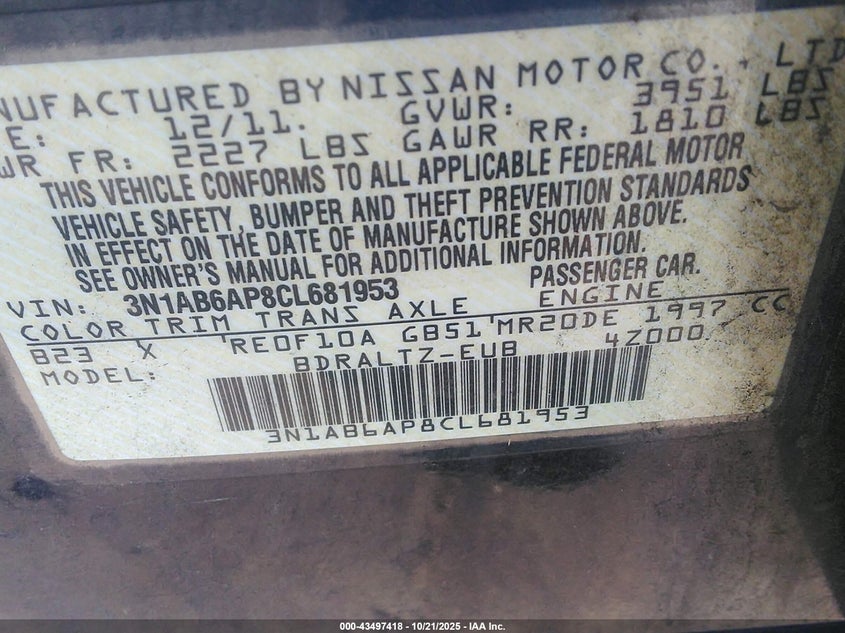 NUFACTURED BY NISSAN MOTOR CO., LTD
E: 12/11. GVWR: 3951 LBS
WR FR: 2227 LBS GAWR RR: 1810 LBS
THIS VEHICLE CONFORMS TO ALL APPLICABLE FEDERAL MOTOR
VEHICLE SAFETY, BUMPER AND THEFT PREVENTION STANDARDS
IN EFFECT ON THE DATE OF MANUFACTURE SHOWN ABOVE.
SEE OWNER'S MANUAL FOR ADDITIONAL INFORMATION.
VIN: 3N1AB6AP8CL681953 PASSENGER CAR.
COLOR TRIM TRANS AXLE ENGINE
B23 X RE0F10A GB51 MR20DE 1997 CC
MODEL: BDRALTZ-EUB 4Z000
3N1AB6AP8CL681953
000-43497418 - 10/21/2025 - IAA Inc.